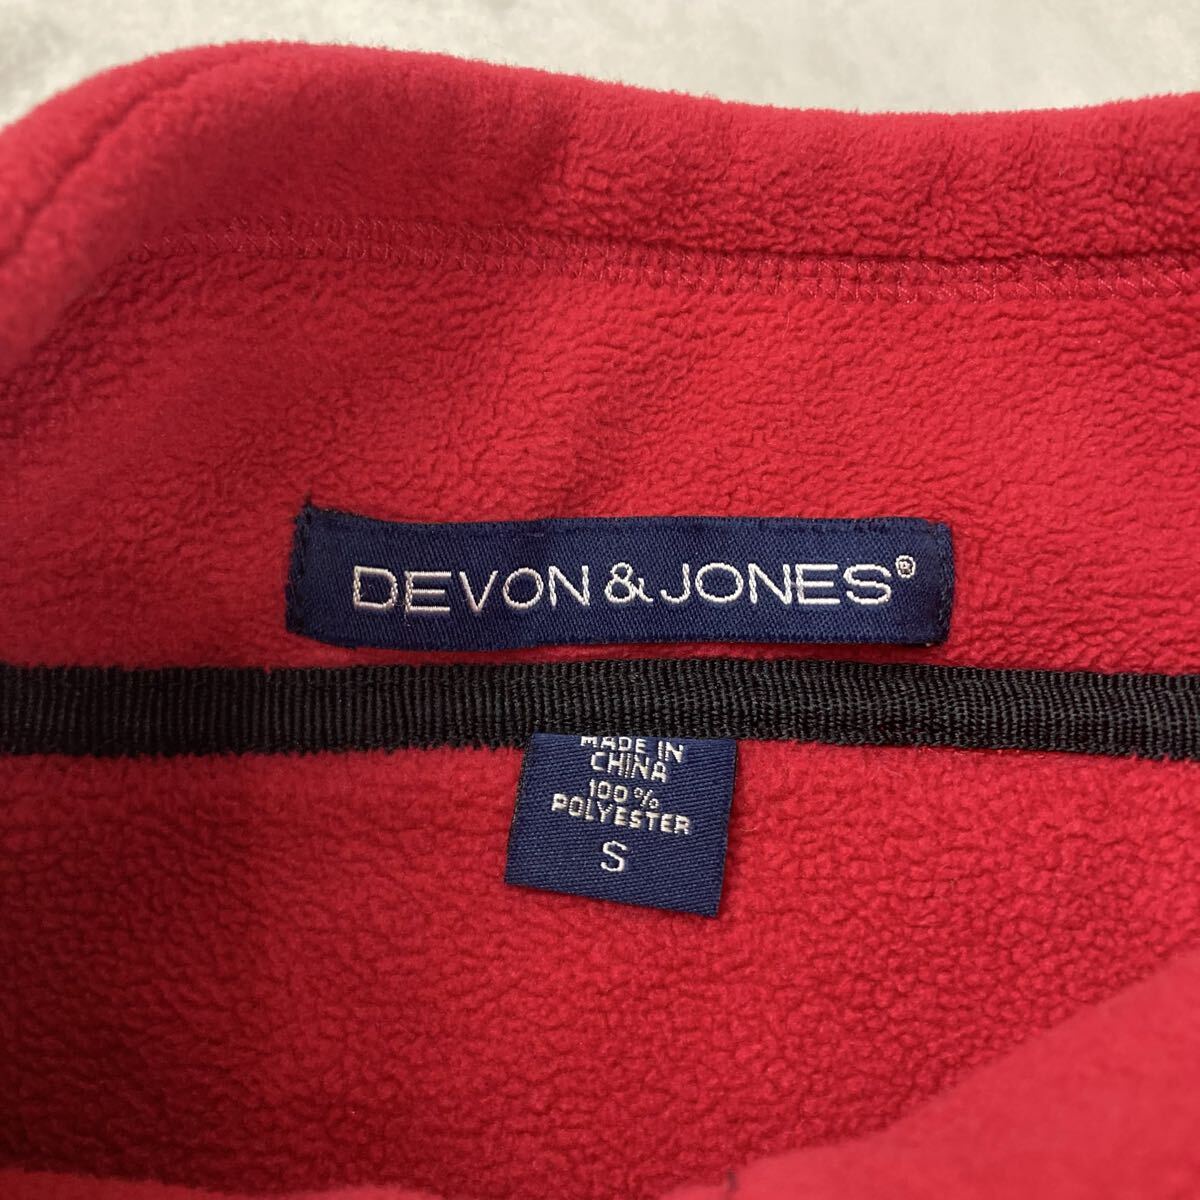 DEVON & JONES®
MADE IN
CHINA
100%
POLYESTER
S